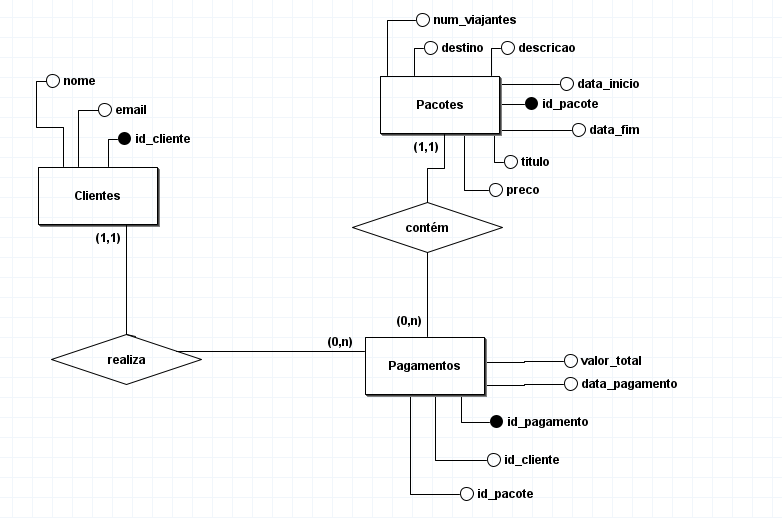 num_viajantes
destino
descricao
nome
data_inicio
Pacotes
id_pacote
email
data_fim
id_cliente
(1,1)
titulo
preco
Clientes
contém
(1,1)
(0,n)
(0,n)
realiza
Pagamentos
valor_total
data_pagamento
id_pagamento
id_cliente
id_pacote